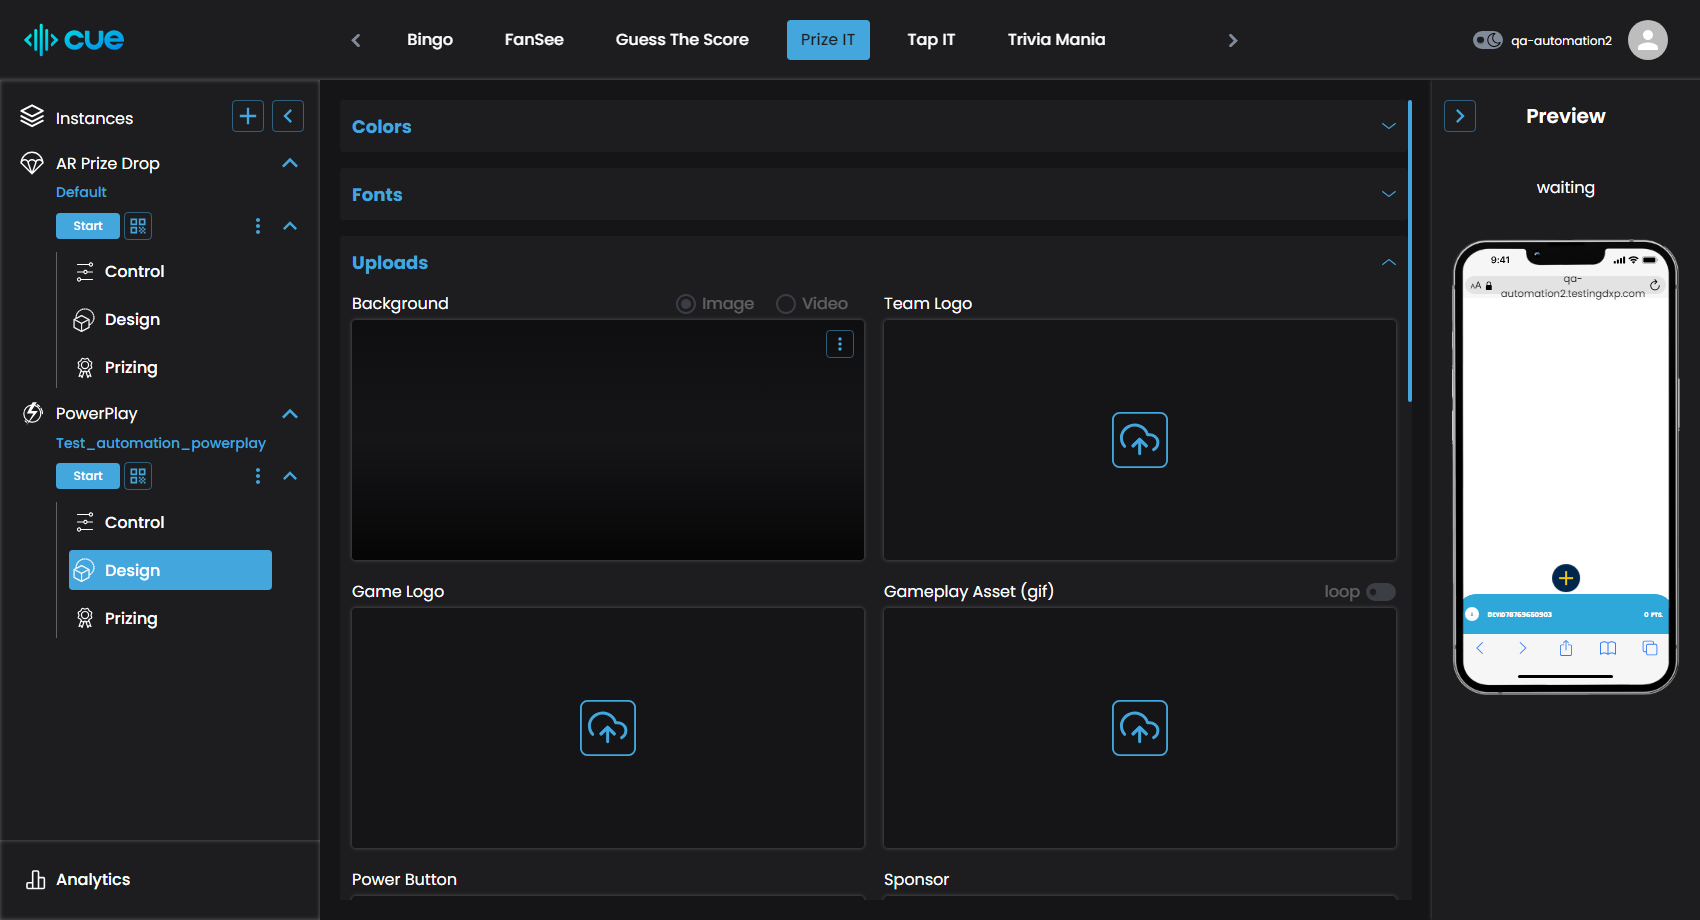 cue
Bingo
FanSee
Guess The Score
Prize IT
Tap IT
Trivia Mania
qa-automation2
Instances
AR Prize Drop
Default
Start
Control
Design
Prizing
PowerPlay
Test_automation_powerplay
Start
Control
Design
Prizing
Analytics
Colors
Fonts
Uploads
Background
Image
Video
Team Logo
Game Logo
Gameplay Asset (gif)
loop
Power Button
Sponsor
Preview
waiting
9:41
AA
qa-
automation2.testingdxp.com
0 PTS.